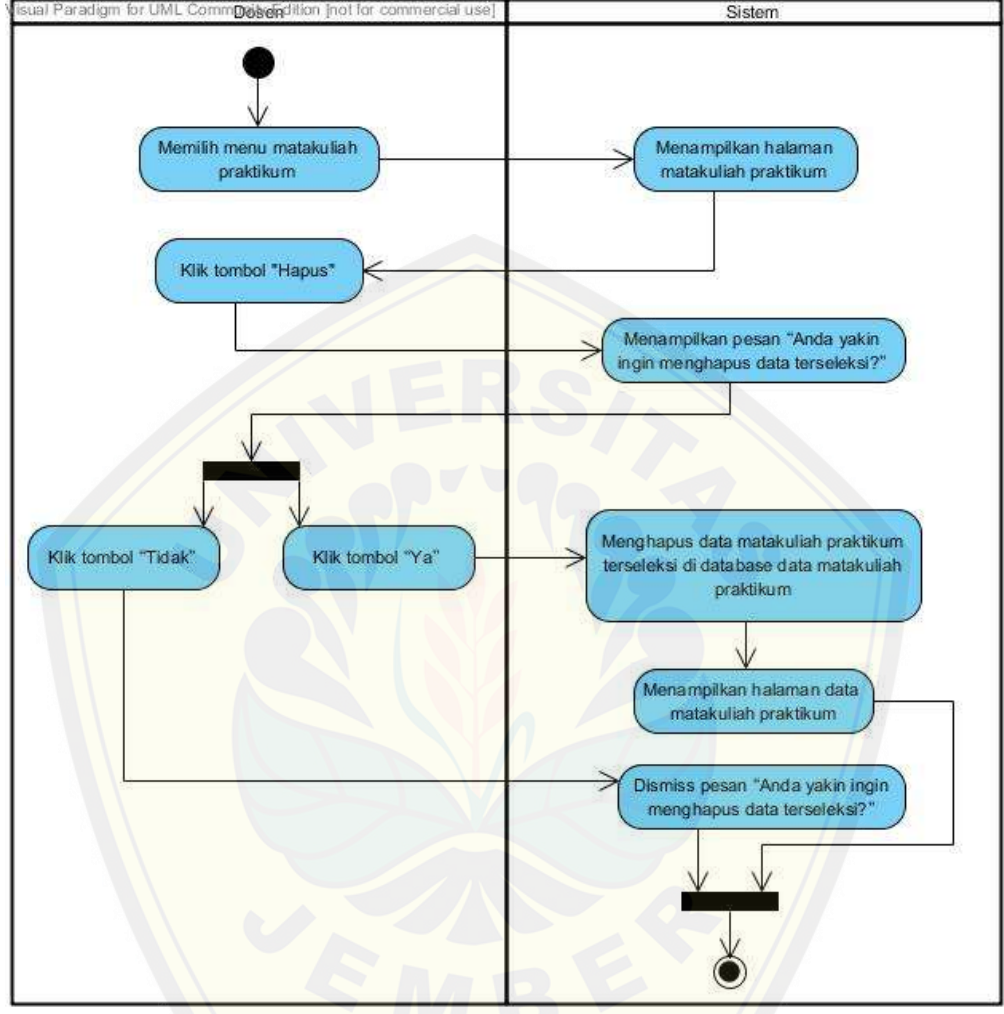 Visual Paradigm for UML Community Edition [not for commercial use]
Dosen
Sistem
Memilih menu matakuliah
praktikum
Menampilkan halaman
matakuliah praktikum
Klik tombol "Hapus"
Menampilkan pesan “Anda yakin
ingin menghapus data terseleksi?”
Klik tombol “Tidak”
Klik tombol “Ya”
Menghapus data matakuliah praktikum
terseleksi di database data matakuliah
praktikum
Menampilkan halaman data
matakuliah praktikum
Dismiss pesan “Anda yakin ingin
menghapus data terseleksi?”
UNIVERSITAS
JEMBER